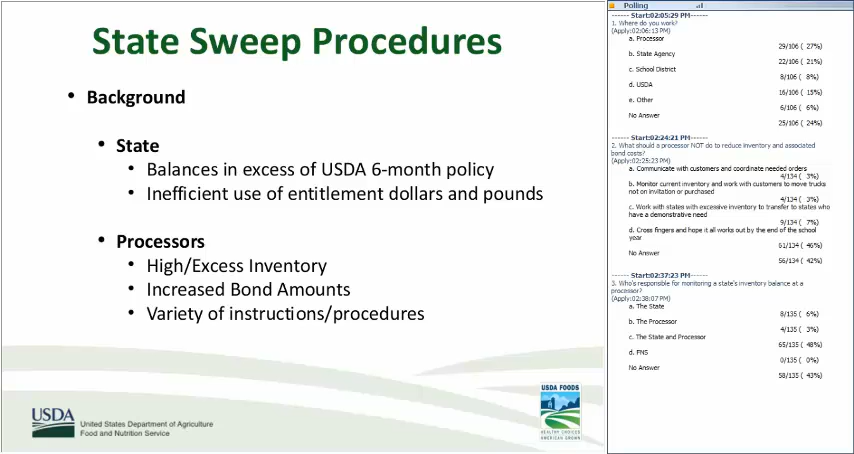 State Sweep Procedures
• Background
• State
• Balances in excess of USDA 6-month policy
• Inefficient use of entitlement dollars and pounds
• Processors
• High/Excess Inventory
• Increased Bond Amounts
• Variety of instructions/procedures
USDA
United States Department of Agriculture
Food and Nutrition Service
USDA FOODS
HEALTHY CHOICES
AMERICAN GROWN
Polling
------ Start:02:05:29 PM------
1. Where do you work?
(Apply:02:06:13 PM)
a. Processor
29/106 ( 27%)
b. State Agency
22/106 ( 21%)
c. School District
8/106 ( 8%)
d. USDA
16/106 ( 15%)
e. Other
6/106 ( 6%)
No Answer
25/106 ( 24%)
------ Start:02:24:21 PM------
2. What should a processor NOT do to reduce inventory and associated
bond costs?
(Apply:02:25:23 PM)
a. Communicate with customers and coordinate needed orders
4/134 ( 3%)
b. Monitor current inventory and work with customers to move trucks
not on invitation or purchased
4/134 ( 3%)
c. Work with states with excessive inventory to transfer to states who
have a demonstrative need
9/134 ( 7%)
d. Cross fingers and hope it all works out by the end of the school
year
61/134 ( 46%)
No Answer
56/134 ( 42%)
------ Start:02:37:23 PM------
3. Who's responsible for monitoring a state's inventory balance at a
processor?
(Apply:02:38:07 PM)
a. The State
8/135 ( 6%)
b. The Processor
4/135 ( 3%)
c. The State and Processor
65/135 ( 48%)
d. FNS
0/135 ( 0%)
No Answer
58/135 ( 43%)